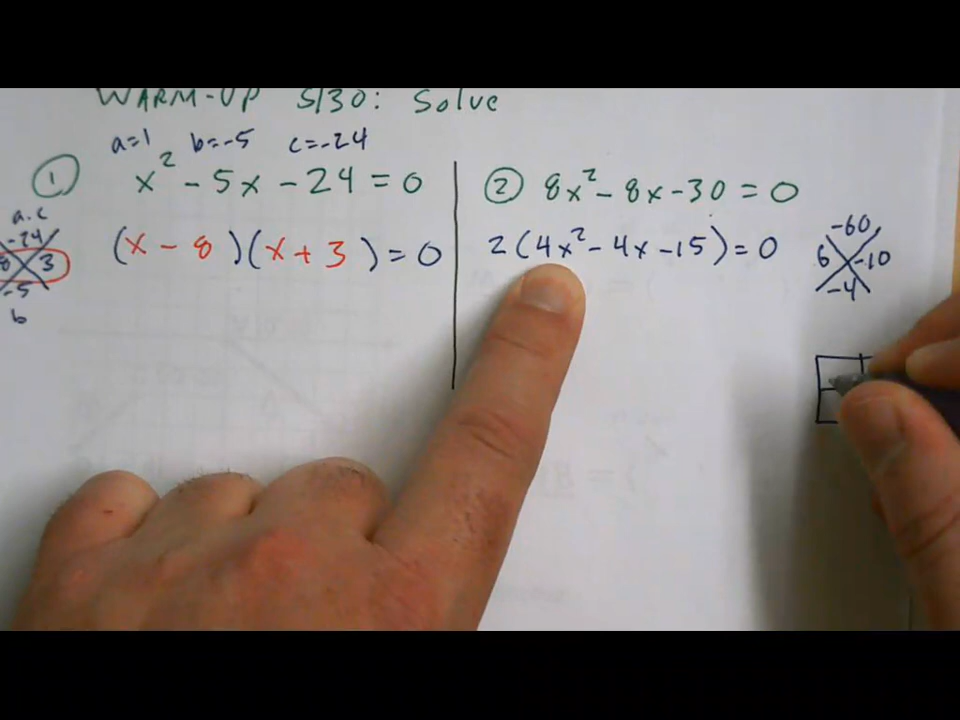 WARM-UP 5/30: Solve
a=1 b=-5 c=-24
① x² - 5x - 24 = 0
a·c
-24
8 3
-5
b
(x - 8)(x + 3) = 0
② 8x² - 8x - 30 = 0
2(4x² - 4x - 15) = 0
-60
6 -10
-4